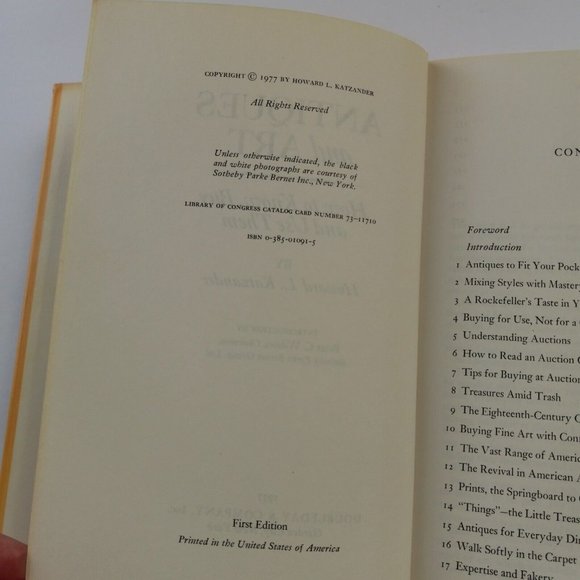 COPYRIGHT © 1977 BY HOWARD L. KATZANDER
All Rights Reserved
Unless otherwise indicated, the black
and white photographs are courtesy of
Sotheby Parke Bernet Inc., New York.
LIBRARY OF CONGRESS CATALOG CARD NUMBER 73-11710
ISBN 0-385-01091-5
First Edition
Printed in the United States of America
CON
Foreword
Introduction
1 Antiques to Fit Your Pock
2 Mixing Styles with Master
3 A Rockefeller's Taste in Y
4 Buying for Use, Not for a
5 Understanding Auctions
6 How to Read an Auction
7 Tips for Buying at Auction
8 Treasures Amid Trash
9 The Eighteenth-Century
10 Buying Fine Art with Con
11 The Vast Range of Americ
12 The Revival in American
13 Prints, the Springboard to
14 "Things"—the Little Treas
15 Antiques for Everyday Di
16 Walk Softly in the Carpet
17 Expertise and Fakery